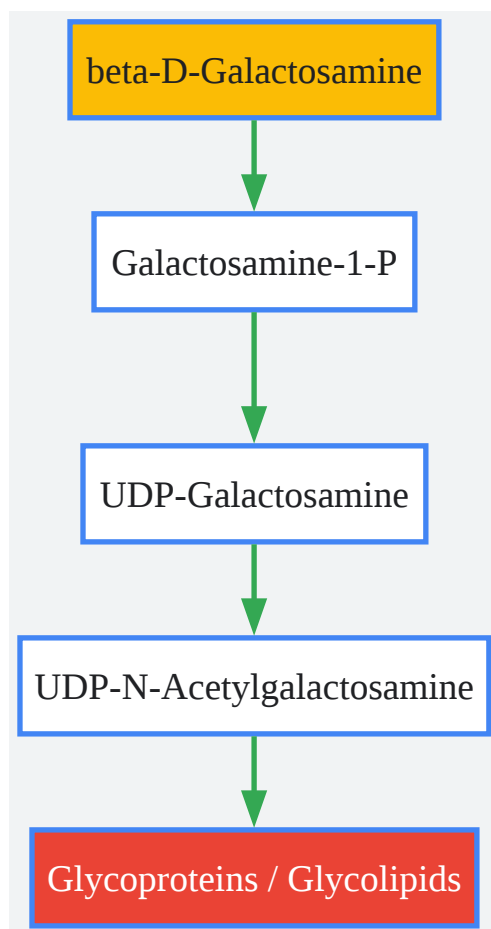 beta-D-Galactosamine
Galactosamine-1-P
UDP-Galactosamine
UDP-N-Acetylgalactosamine
Glycoproteins / Glycolipids